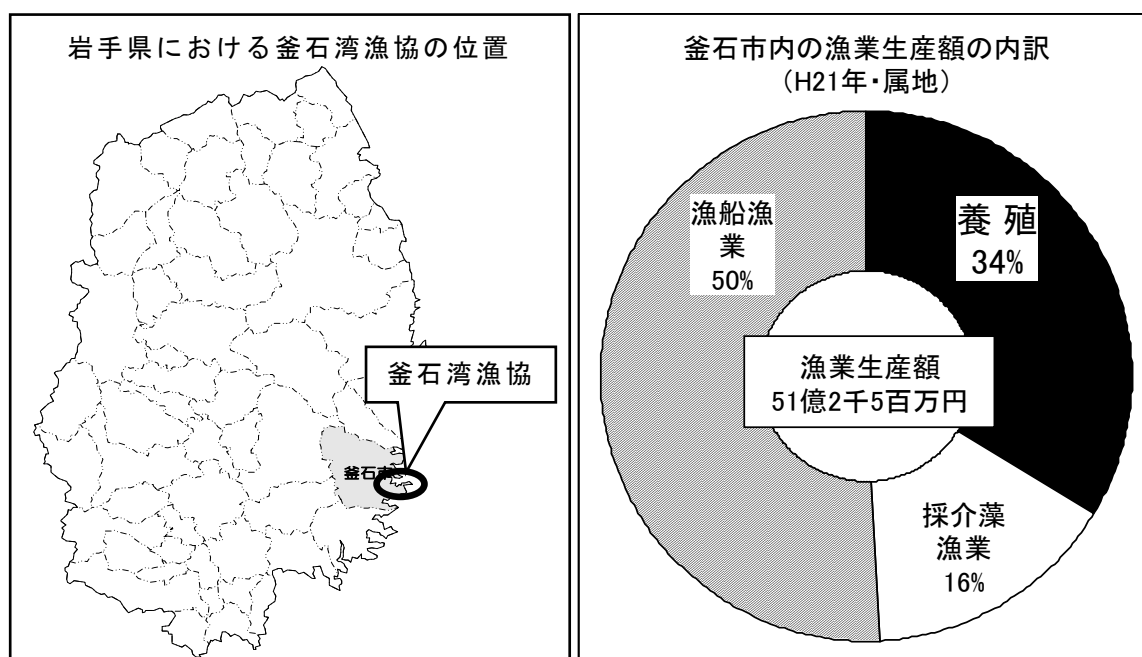 岩手県における釜石湾漁協の位置
釜石湾漁協
釜石市
釜石市内の漁業生産額の内訳
（H21年・属地）
漁船漁
業
50%
養 殖
34%
漁業生産額
51億2千5百万円
採介藻
漁業
16%